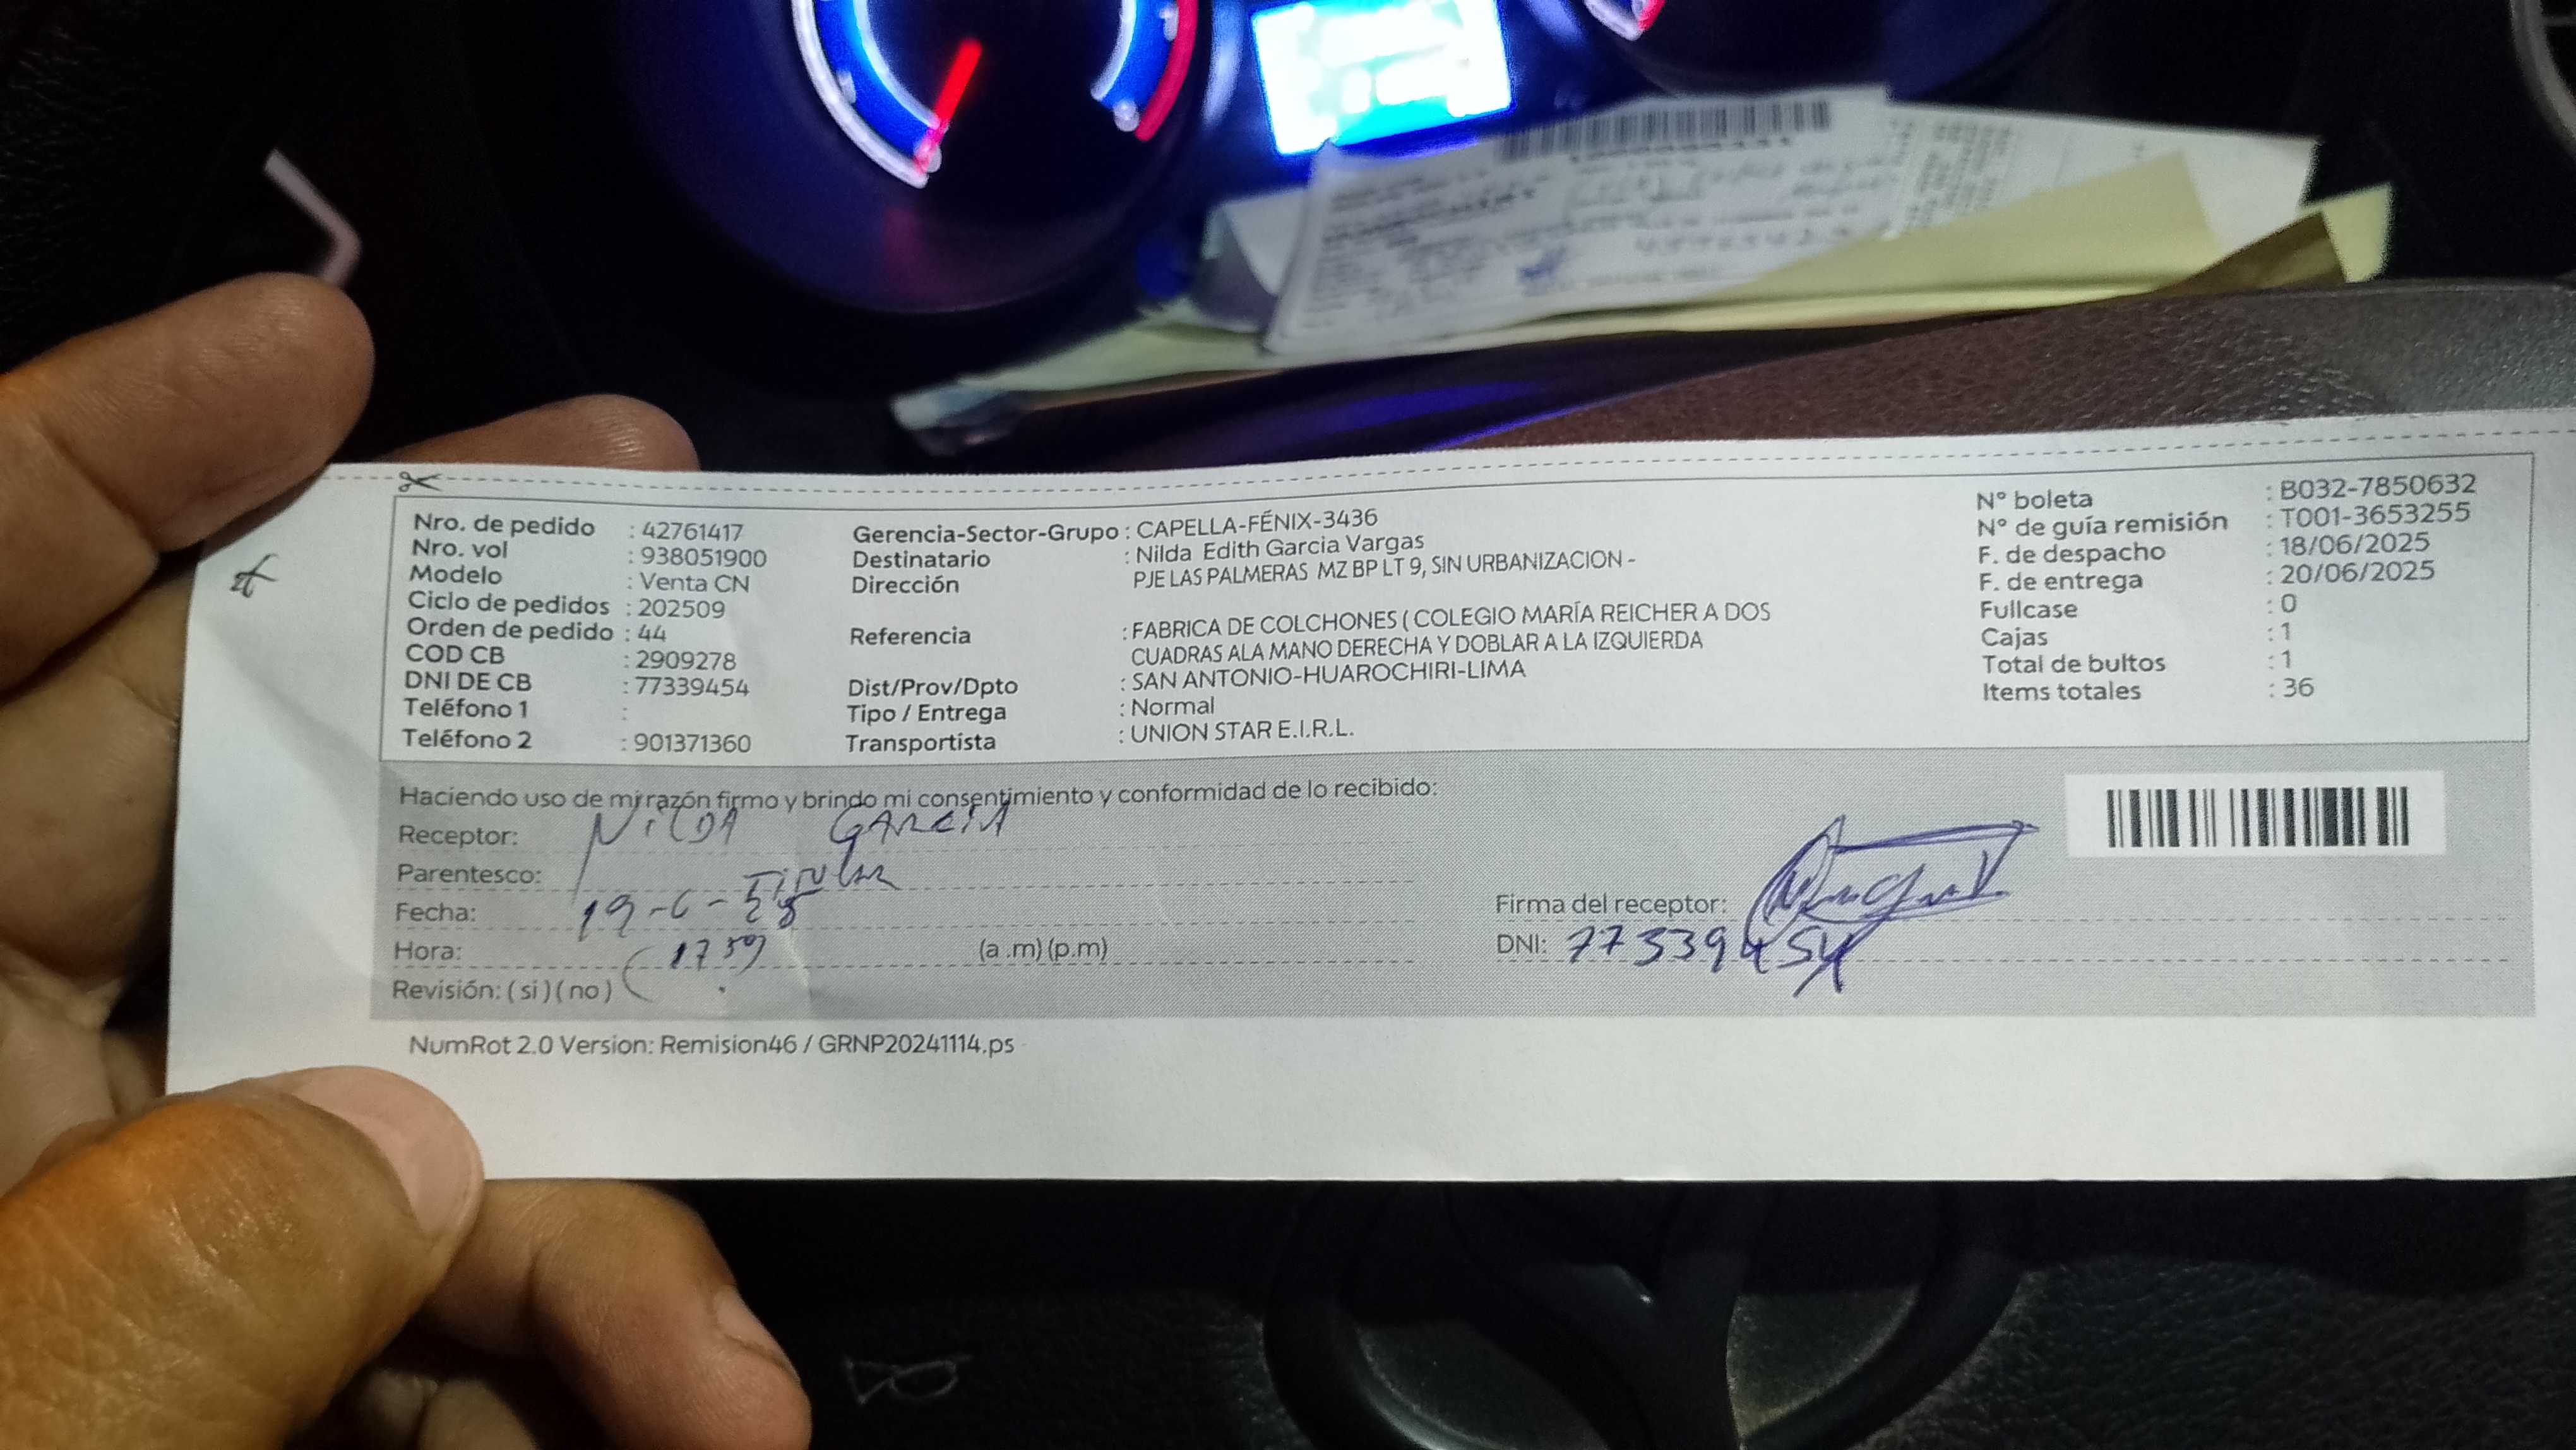 Nro. de pedido : 42761417
Nro. vol : 938051900
Modelo : Venta CN
Ciclo de pedidos : 202509
Orden de pedido : 44
COD CB : 2909278
DNI DE CB : 77339454
Teléfono 1 :
Teléfono 2 : 901371360
Gerencia-Sector-Grupo : CAPELLA-FÉNIX-3436
Destinatario : Nilda Edith Garcia Vargas
Dirección PJE LAS PALMERAS MZ BP LT 9, SIN URBANIZACION -
Referencia : FABRICA DE COLCHONES ( COLEGIO MARÍA REICHER A DOS
CUADRAS ALA MANO DERECHA Y DOBLAR A LA IZQUIERDA
Dist/Prov/Dpto : SAN ANTONIO-HUAROCHIRI-LIMA
Tipo / Entrega : Normal
Transportista : UNION STAR E.I.R.L.
N° boleta : B032-7850632
N° de guía remisión : T001-3653255
F. de despacho : 18/06/2025
F. de entrega : 20/06/2025
Fullcase : 0
Cajas : 1
Total de bultos : 1
Items totales : 36
Haciendo uso de mi razón firmo y brindo mi consentimiento y conformidad de lo recibido:
Receptor: NILDA GARCIA
Parentesco: Titular
Fecha: 19-6-25
Hora: 17 59 (a .m) (p.m)
Revisión: ( si ) ( no )
Firma del receptor:
DNI: 77339454
NumRot 2.0 Version: Remision46 / GRNP20241114.ps